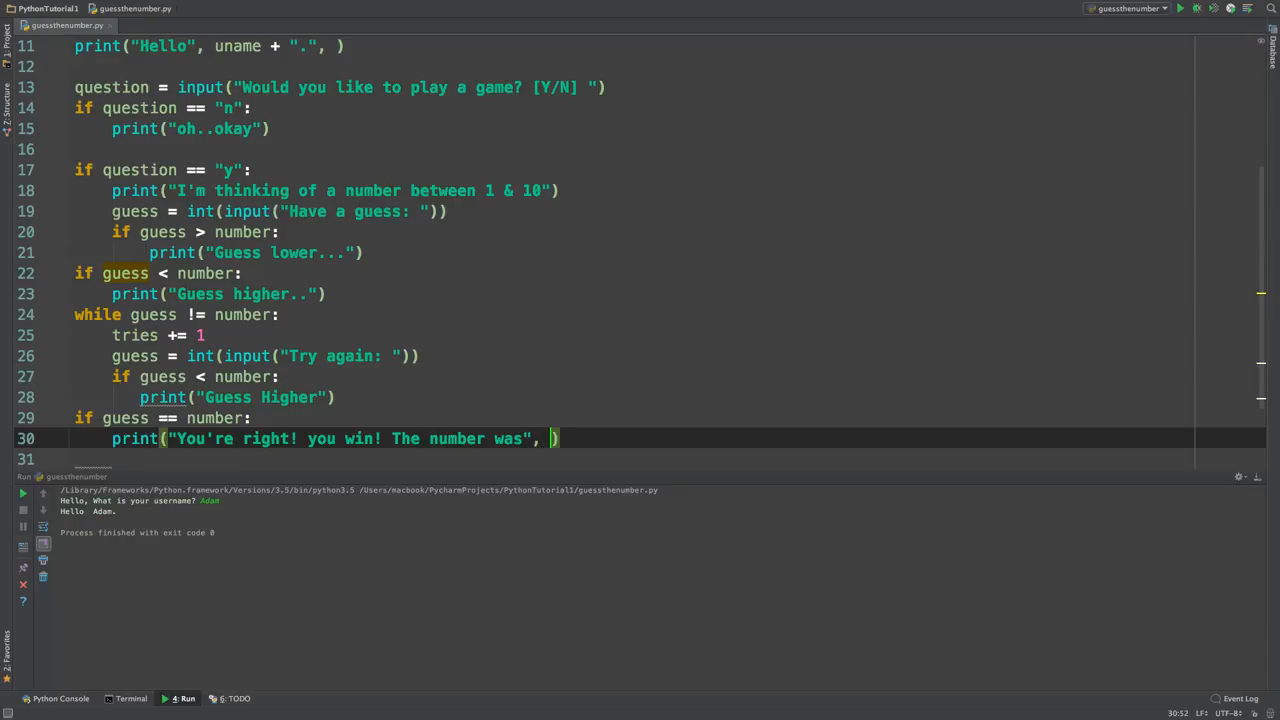 PythonTutorial1 guessthenumber.py guessthenumber
guessthenumber.py
11 print("Hello", uname + ".", )
12
13 question = input("Would you like to play a game? [Y/N] ")
14 if question == "n":
15 print("oh..okay")
16
17 if question == "y":
18 print("I'm thinking of a number between 1 & 10")
19 guess = int(input("Have a guess: "))
20 if guess > number:
21 print("Guess lower...")
22 if guess < number:
23 print("Guess higher..")
24 while guess != number:
25 tries += 1
26 guess = int(input("Try again: "))
27 if guess < number:
28 print("Guess Higher")
29 if guess == number:
30 print("You're right! you win! The number was", )
31
1: Project
7: Structure
2: Favorites
Database
Run guessthenumber
/Library/Frameworks/Python.framework/Versions/3.5/bin/python3.5 /Users/macbook/PycharmProjects/PythonTutorial1/guessthenumber.py
Hello, What is your username? Adam
Hello  Adam.
Process finished with exit code 0
Python Console Terminal 4: Run 6: TODO Event Log
30:52 LF÷ UTF-8÷